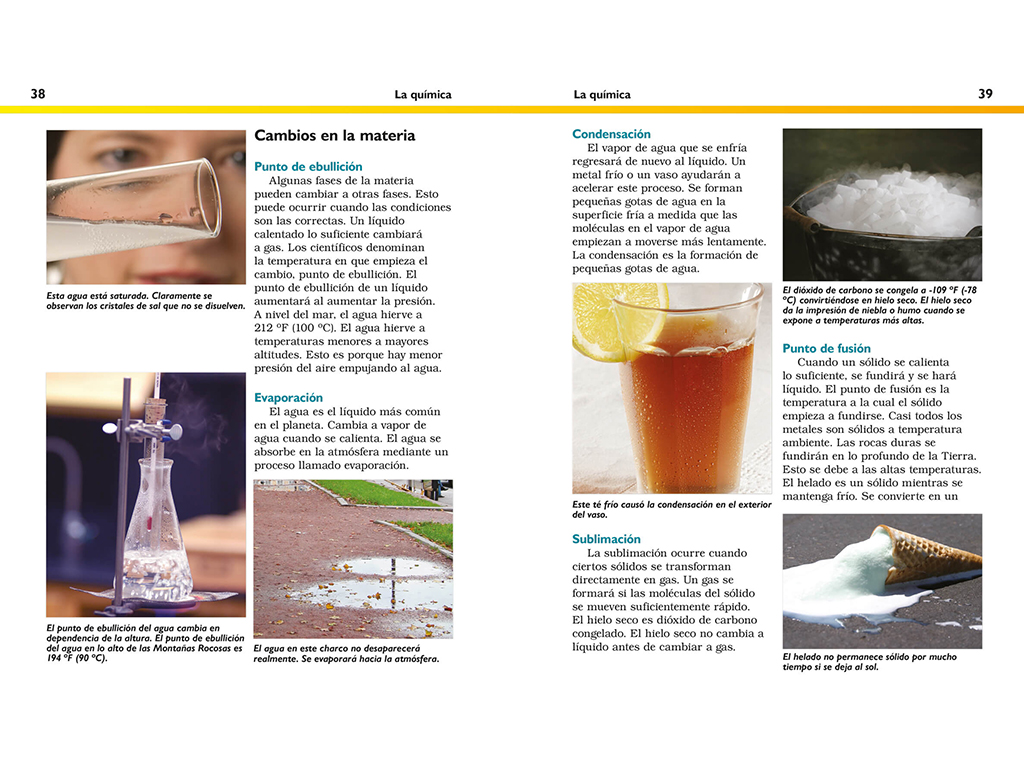 38
La química
Cambios en la materia
Punto de ebullición
Algunas fases de la materia
pueden cambiar a otras fases. Esto
puede ocurrir cuando las condiciones
son las correctas. Un líquido
calentado lo suficiente cambiará
a gas. Los científicos denominan
la temperatura en que empieza el
cambio, punto de ebullición. El
punto de ebullición de un líquido
aumentará al aumentar la presión.
A nivel del mar, el agua hierve a
212 ºF (100 ºC). El agua hierve a
temperaturas menores a mayores
altitudes. Esto es porque hay menor
presión del aire empujando al agua.
Evaporación
El agua es el líquido más común
en el planeta. Cambia a vapor de
agua cuando se calienta. El agua se
absorbe en la atmósfera mediante un
proceso llamado evaporación.
Esta agua está saturada. Claramente se
observan los cristales de sal que no se disuelven.
El punto de ebullición del agua cambia en
dependencia de la altura. El punto de ebullición
del agua en lo alto de las Montañas Rocosas es
194 ºF (90 ºC).
El agua en este charco no desaparecerá
realmente. Se evaporará hacia la atmósfera.
La química
39
Condensación
El vapor de agua que se enfría
regresará de nuevo al líquido. Un
metal frío o un vaso ayudarán a
acelerar este proceso. Se forman
pequeñas gotas de agua en la
superficie fría a medida que las
moléculas en el vapor de agua
empiezan a moverse más lentamente.
La condensación es la formación de
pequeñas gotas de agua.
Este té frío causó la condensación en el exterior
del vaso.
Sublimación
La sublimación ocurre cuando
ciertos sólidos se transforman
directamente en gas. Un gas se
formará si las moléculas del sólido
se mueven suficientemente rápido.
El hielo seco es dióxido de carbono
congelado. El hielo seco no cambia a
líquido antes de cambiar a gas.
El dióxido de carbono se congela a -109 ºF (-78
ºC) convirtiéndose en hielo seco. El hielo seco
da la impresión de niebla o humo cuando se
expone a temperaturas más altas.
Punto de fusión
Cuando un sólido se calienta
lo suficiente, se fundirá y se hará
líquido. El punto de fusión es la
temperatura a la cual el sólido
empieza a fundirse. Casi todos los
metales son sólidos a temperatura
ambiente. Las rocas duras se
fundirán en lo profundo de la Tierra.
Esto se debe a las altas temperaturas.
El helado es un sólido mientras se
mantenga frío. Se convierte en un
El helado no permanece sólido por mucho
tiempo si se deja al sol.